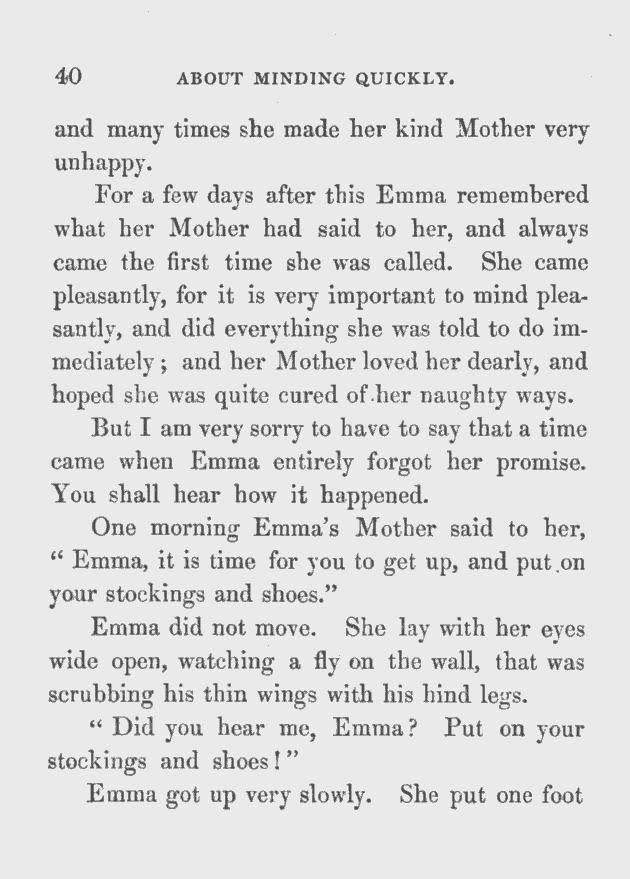 40 ABOUT MINDING QUICKLY.
and many times she made her kind Mother very
unhappy.
For a few days after this Emma remembered
what her Mother had said to her, and always
came the first time she was called. She came
pleasantly, for it is very important to mind plea-
santly, and did everything she was told to do im-
mediately; and her Mother loved her dearly, and
hoped she was quite cured of her naughty ways.
But I am very sorry to have to say that a time
came when Emma entirely forgot her promise.
You shall hear how it happened.
One morning Emma's Mother said to her,
“ Emma, it is time for you to get up, and put on
your stockings and shoes.”
Emma did not move. She lay with her eyes
wide open, watching a fly on the wall, that was
scrubbing his thin wings with his hind legs.
“ Did you hear me, Emma? Put on your
stockings and shoes!”
Emma got up very slowly. She put one foot